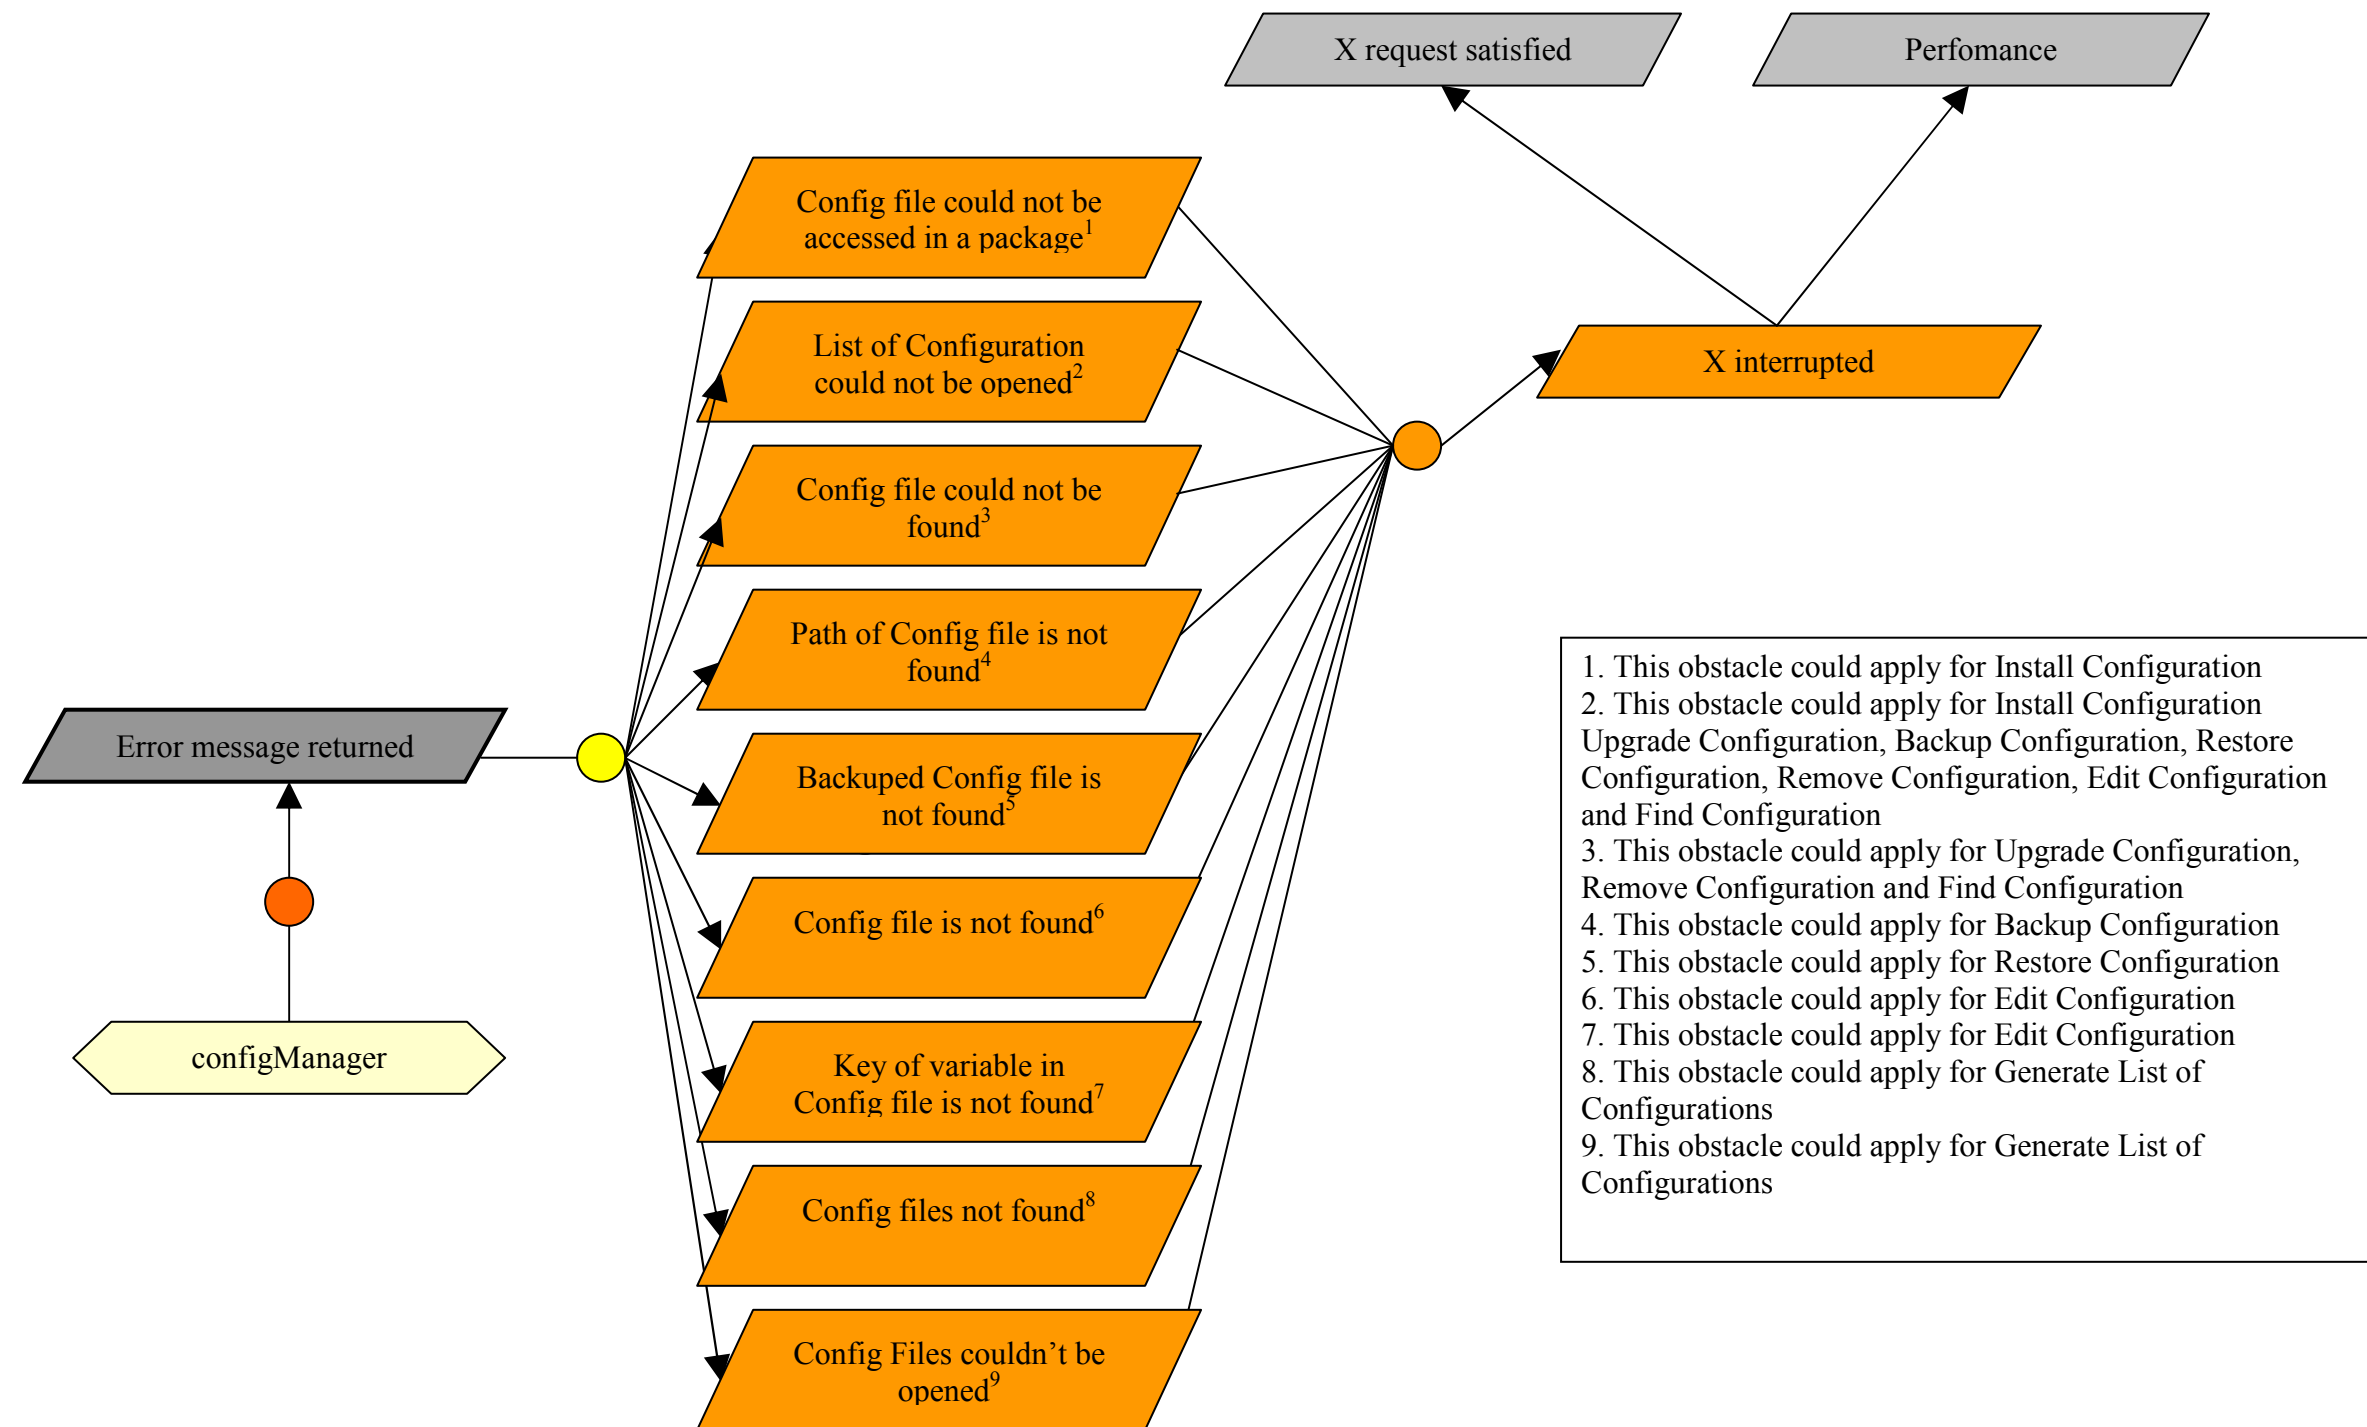 X request satisfied
Perfomance
Config file could not be
accessed in a package1
List of Configuration
could not be opened2
X interrupted
Config file could not be
found3
Path of Config file is not
found4
Error message returned
Backuped Config file is
not found5
Config file is not found6
configManager
Key of variable in
Config file is not found7
Config files not found8
Config Files couldn’t be
opened9
1. This obstacle could apply for Install Configuration
2. This obstacle could apply for Install Configuration
Upgrade Configuration, Backup Configuration, Restore
Configuration, Remove Configuration, Edit Configuration
and Find Configuration
3. This obstacle could apply for Upgrade Configuration,
Remove Configuration and Find Configuration
4. This obstacle could apply for Backup Configuration
5. This obstacle could apply for Restore Configuration
6. This obstacle could apply for Edit Configuration
7. This obstacle could apply for Edit Configuration
8. This obstacle could apply for Generate List of
Configurations
9. This obstacle could apply for Generate List of
Configurations